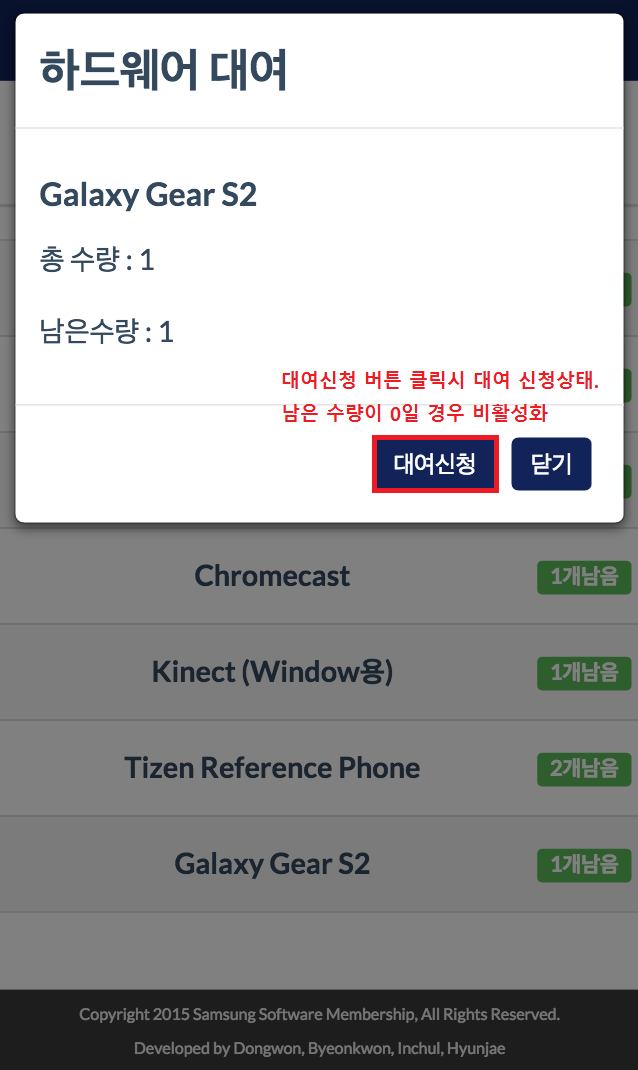 하드웨어 대여
Galaxy Gear S2
총 수량 : 1
남은수량 : 1
대여신청 버튼 클릭시 대여 신청상태.
남은 수량이 0일 경우 비활성화
대여신청 닫기
Chromecast 1개남음
Kinect (Window용) 1개남음
Tizen Reference Phone 2개남음
Galaxy Gear S2 1개남음
Copyright 2015 Samsung Software Membership, All Rights Reserved.
Developed by Dongwon, Byeonkwon, Inchul, Hyunjae